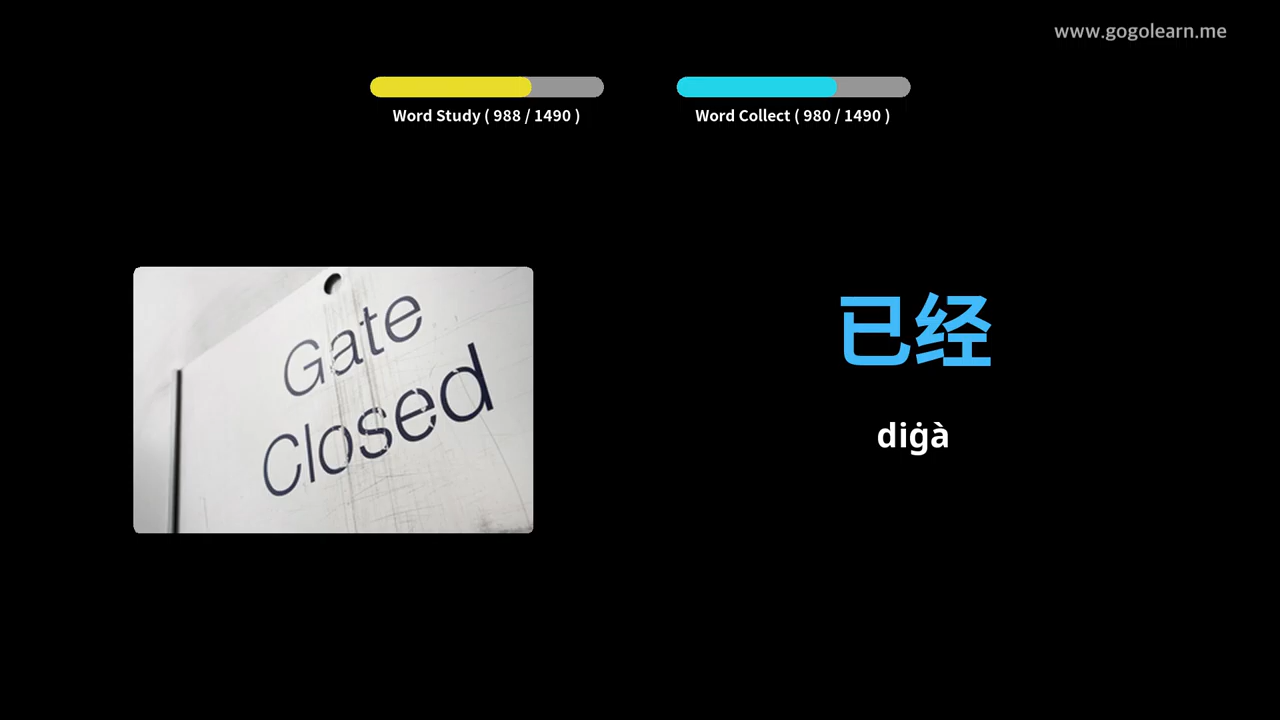 www.gogolearn.me
Word Study ( 988 / 1490 )
Word Collect ( 980 / 1490 )
Gate
Closed
已经
diġà